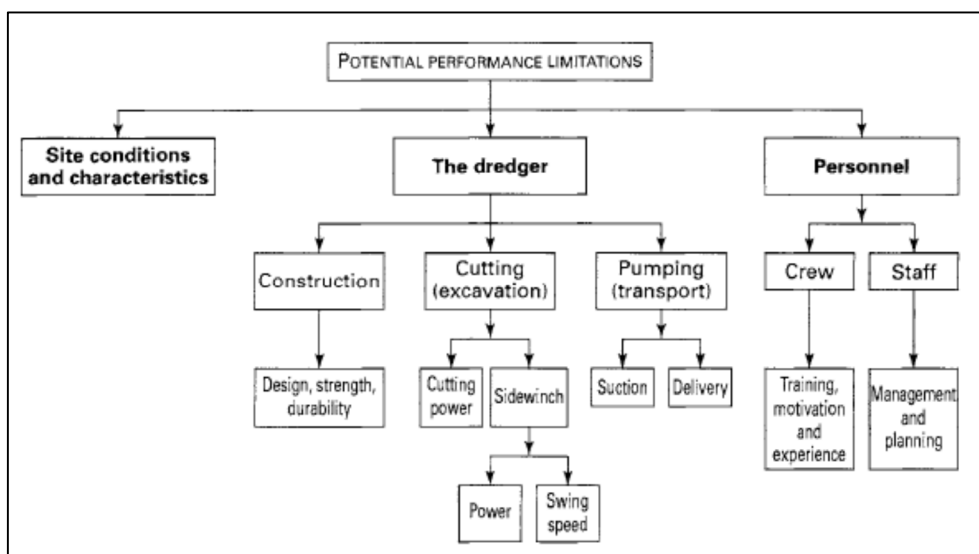 POTENTIAL PERFORMANCE LIMITATIONS
Site conditions
and characteristics
The dredger
Personnel
Construction
Cutting
(excavation)
Pumping
(transport)
Crew
Staff
Design, strength,
durability
Cutting
power
Sidewinch
Suction
Delivery
Training,
motivation
and
experience
Management
and
planning
Power
Swing
speed